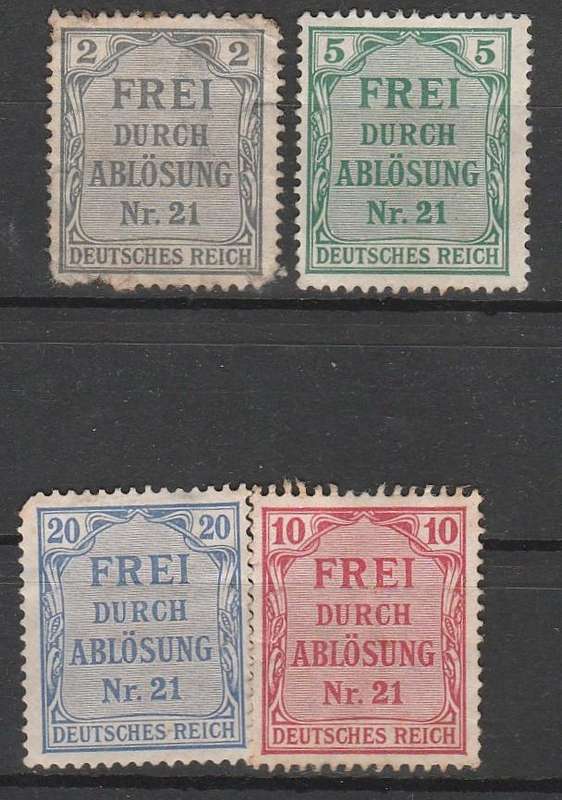 2 2
FREI
DURCH
ABLÖSUNG
Nr. 21
DEUTSCHES REICH
5 5
FREI
DURCH
ABLÖSUNG
Nr. 21
DEUTSCHES REICH
20 20
FREI
DURCH
ABLÖSUNG
Nr. 21
DEUTSCHES REICH
10 10
FREI
DURCH
ABLÖSUNG
Nr. 21
DEUTSCHES REICH